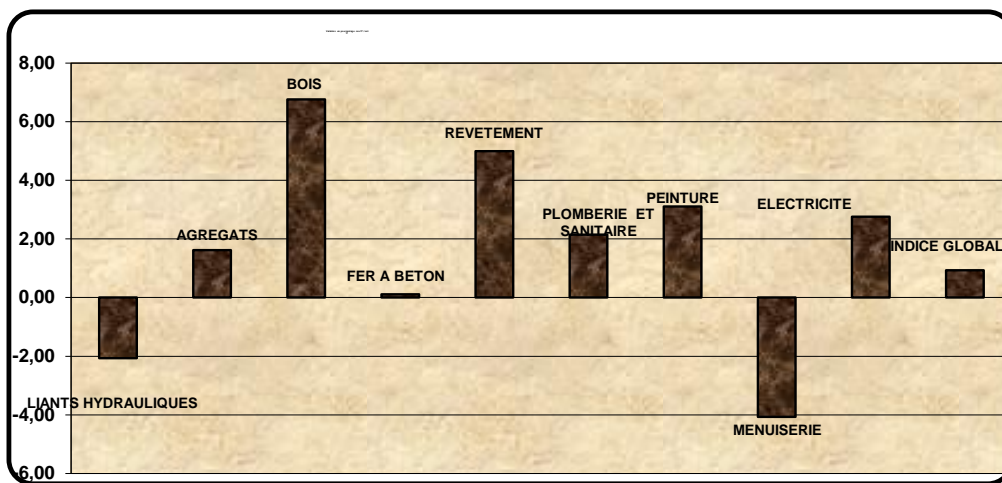 8,00
6,00
4,00
2,00
0,00
-2,00
-4,00
-6,00
LIANTS HYDRAULIQUES
AGREGATS
BOIS
FER A BETON
REVETEMENT
PLOMBERIE ET
SANITAIRE
PEINTURE
MENUISERIE
ELECTRICITE
INDICE GLOBAL